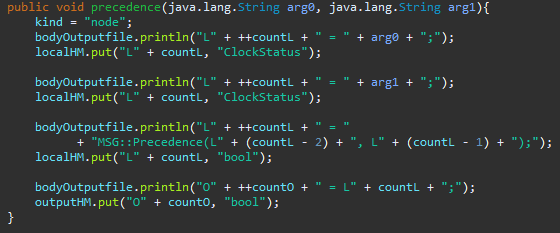 public void precedence(java.lang.String arg0, java.lang.String arg1){
kind = "node";
bodyOutputfile.println("L" + ++countL + " = " + arg0 + ";");
localHM.put("L" + countL, "ClockStatus");
bodyOutputfile.println("L" + ++countL + " = " + arg1 + ";");
localHM.put("L" + countL, "ClockStatus");
bodyOutputfile.println("L" + ++countL + " = "
+ "MSG::Precedence(L" + (countL - 2) + ", L" + (countL - 1) + ");");
localHM.put("L" + countL, "bool");
bodyOutputfile.println("O" + ++countO + " = L" + countL + ";");
outputHM.put("O" + countO, "bool");
}